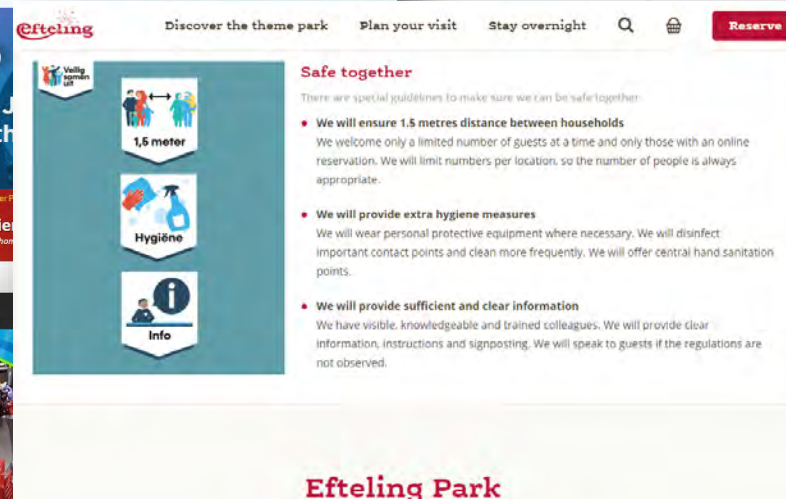 Efteling
Discover the theme park Plan your visit Stay overnight Reserve
Veilig
samen
uit
1,5 meter
Hygiëne
Info
Safe together
There are special guidelines to make sure we can be safe together
We will ensure 1.5 metres distance between households
We welcome only a limited number of guests at a time and only those with an online
reservation. We will limit numbers per location, so the number of people is always
appropriate.
We will provide extra hygiene measures
We will wear personal protective equipment where necessary. We will disinfect
important contact points and clean more frequently. We will offer central hand sanitation
points.
We will provide sufficient and clear information
We have visible, knowledgeable and trained colleagues. We will provide clear
information, instructions and signposting. We will speak to guests if the regulations are
not observed.
Efteling Park